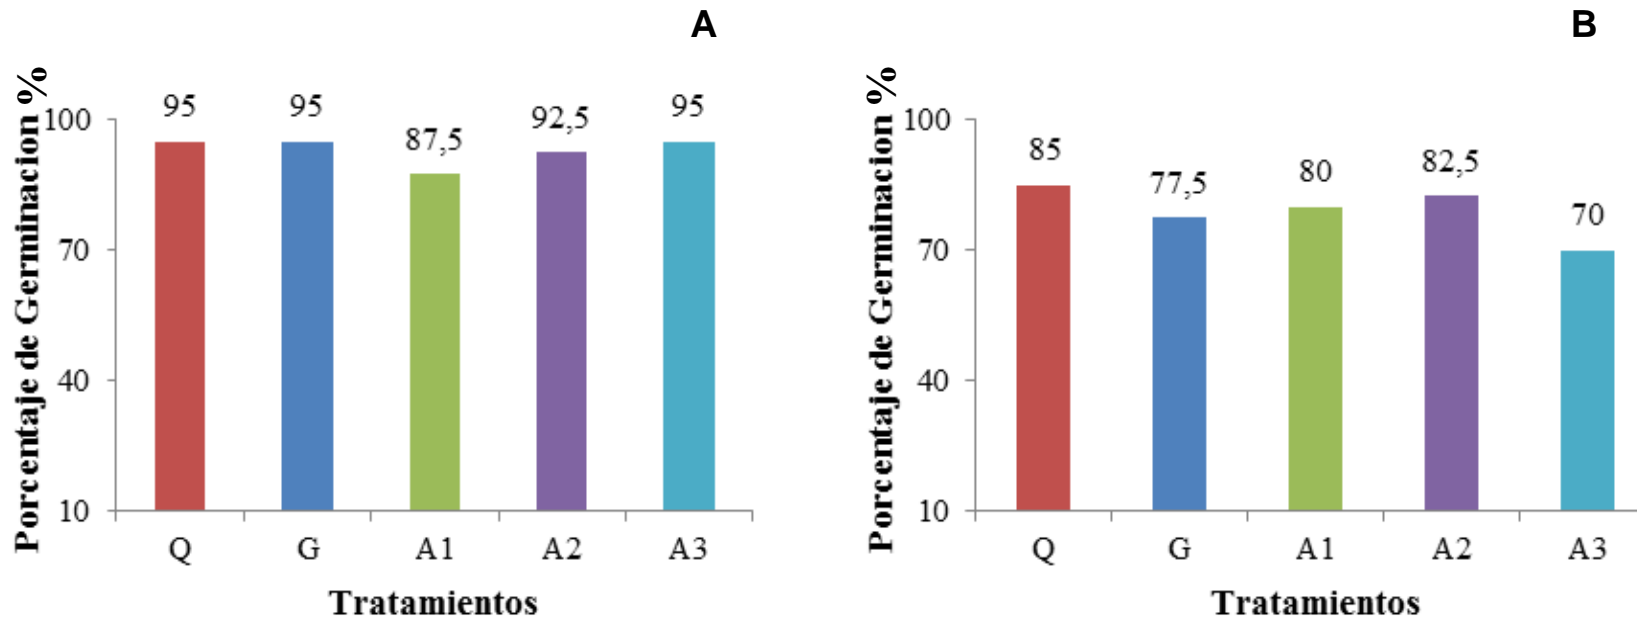 A
Porcentaje de Germinacion %
100
70
40
10
95
95
87,5
92,5
95
Q G A1 A2 A3
Tratamientos
B
Porcentaje de Germinacion %
100
70
40
10
85
77,5
80
82,5
70
Q G A1 A2 A3
Tratamientos